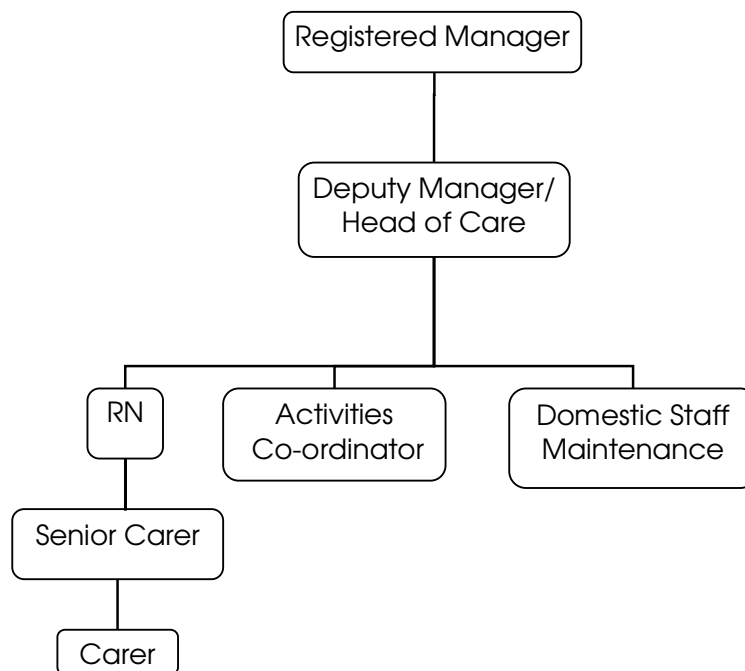 Registered Manager
Deputy Manager/
Head of Care
RN
Activities
Co-ordinator
Domestic Staff
Maintenance
Senior Carer
Carer